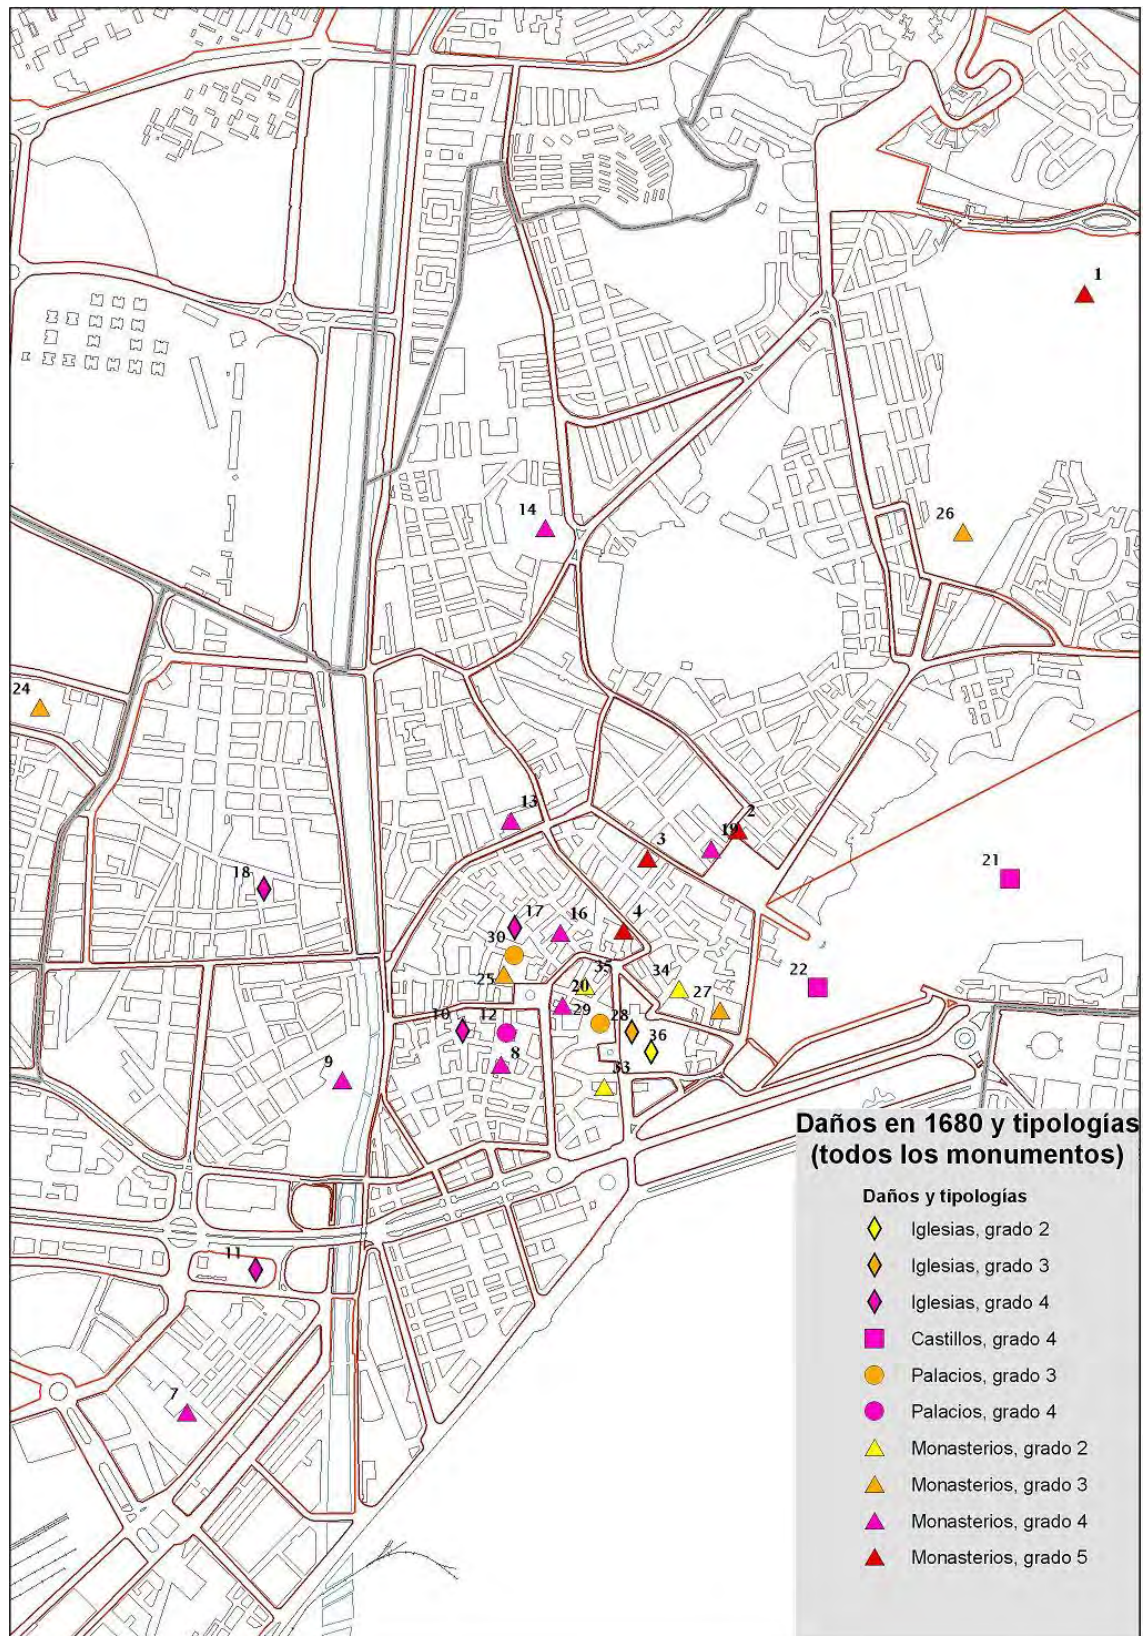 1
14
26
24
13
2
19
3
21
18
17
16
4
30
25
35
34
22
20
27
10
12
29
28
36
8
9
33
11
7
Daños en 1680 y tipologías
(todos los monumentos)
Daños y tipologías
Iglesias, grado 2
Iglesias, grado 3
Iglesias, grado 4
Castillos, grado 4
Palacios, grado 3
Palacios, grado 4
Monasterios, grado 2
Monasterios, grado 3
Monasterios, grado 4
Monasterios, grado 5